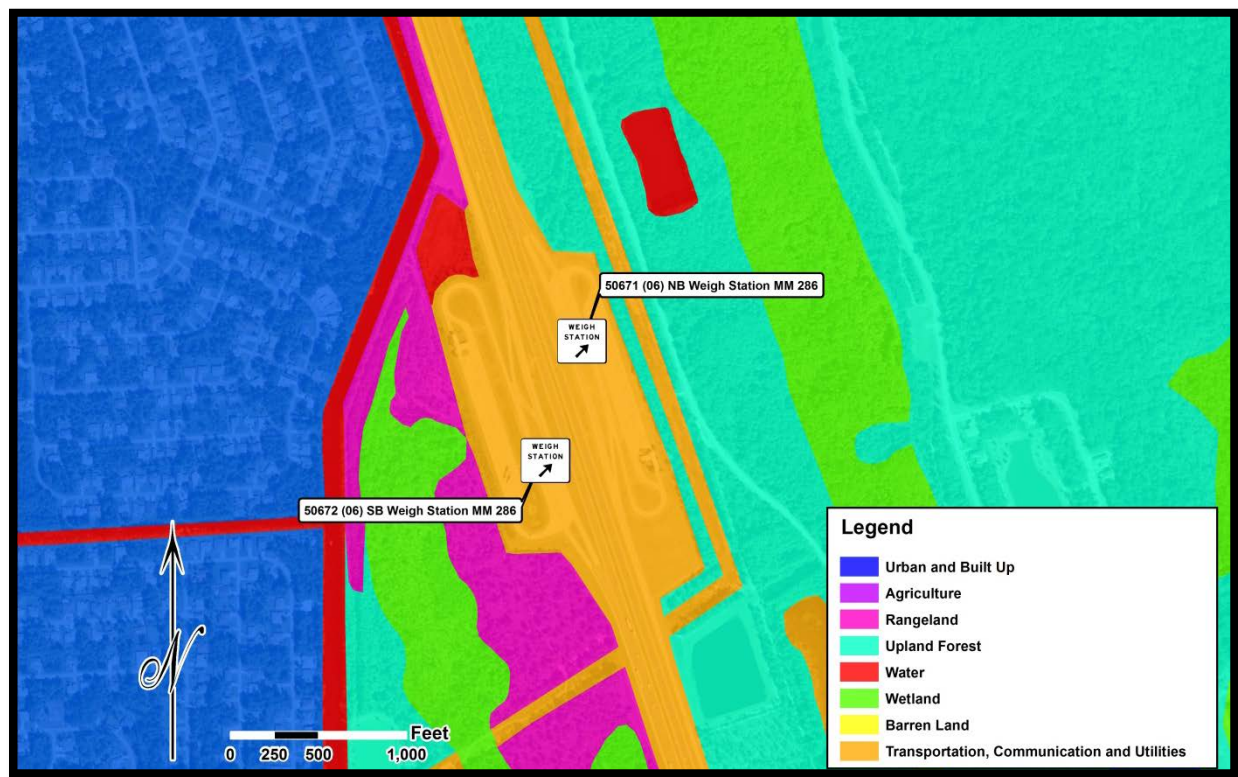 50671 (06) NB Weigh Station MM 286
WEIGH
STATION
WEIGH
STATION
50672 (06) SB Weigh Station MM 286
Legend
Urban and Built Up
Agriculture
Rangeland
Upland Forest
Water
Wetland
Barren Land
Transportation, Communication and Utilities
N
Feet
0 250 500 1,000